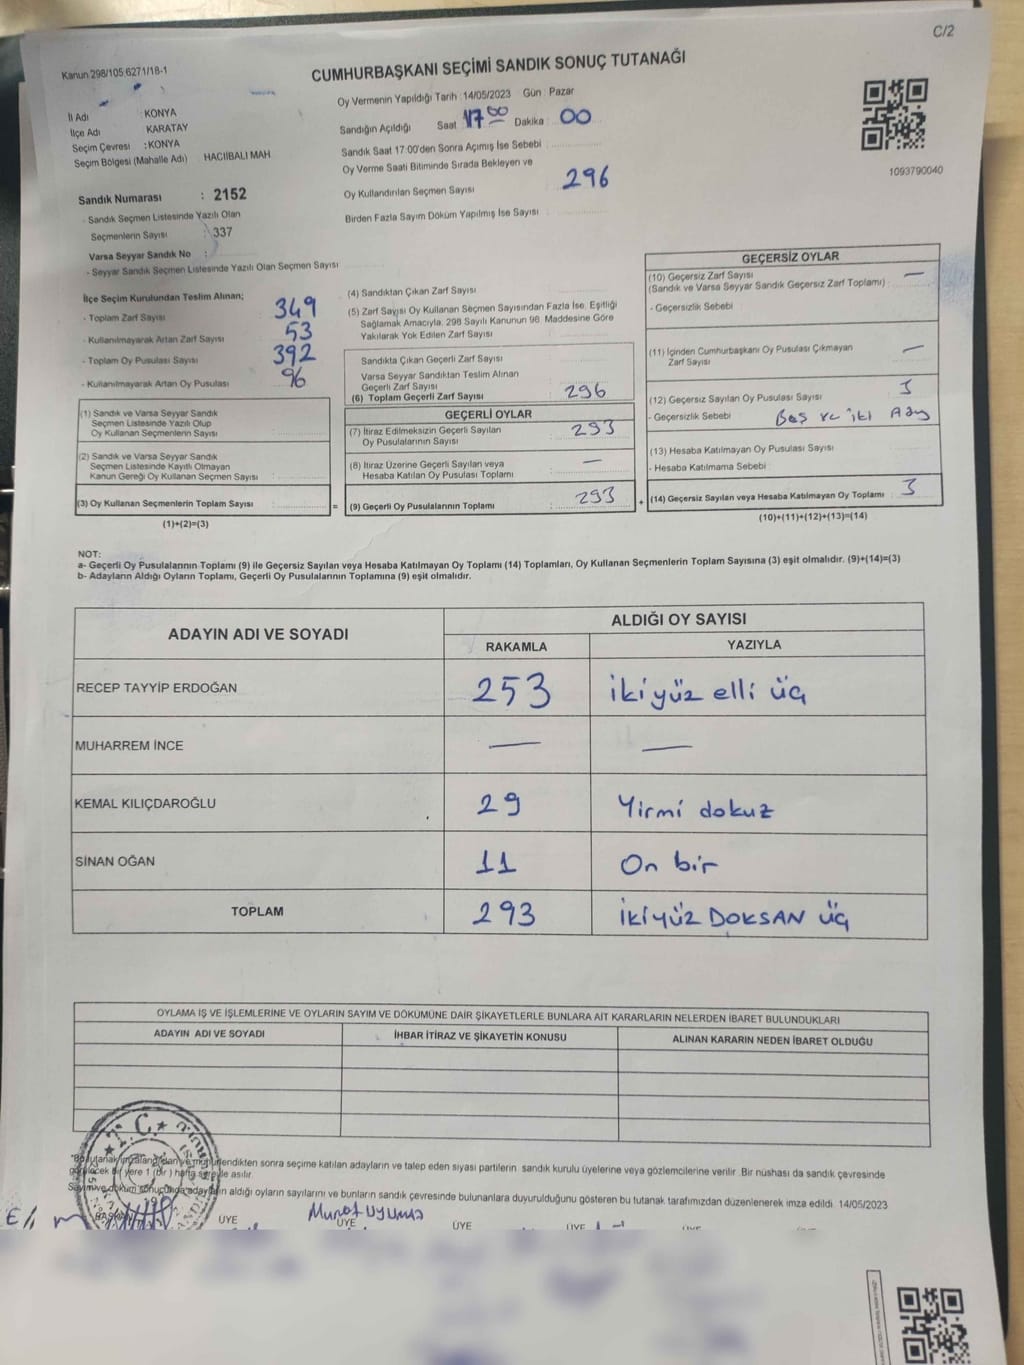 C/2
Kanun 298/105 6271/18-1
CUMHURBAŞKANI SEÇİMİ SANDIK SONUÇ TUTANAĞI
Oy Vermenin Yapıldığı Tarih :14/05/2023 Gün : Pazar
İl Adı : KONYA
İlçe Adı KARATAY
Seçim Çevresi : KONYA
Seçim Bölgesi (Mahalle Adı) HACIİBALI MAH
Sandığın Açıldığı Saat 17 00 Dakika 00
Sandık Saat 17:00'den Sonra Açımış İse Sebebi
Oy Verme Saati Bitiminde Sırada Bekleyen ve
Oy Kullandırılan Seçmen Sayısı 296
Birden Fazla Sayım Döküm Yapılmış İse Sayısı
1093790040
Sandık Numarası : 2152
- Sandık Seçmen Listesinde Yazılı Olan
Seçmenlerin Sayısı : 337
Varsa Seyyar Sandık No :
- Seyyar Sandık Seçmen Listesinde Yazılı Olan Seçmen Sayısı
İlçe Seçim Kurulundan Teslim Alınan;
- Toplam Zarf Sayısı 349
- Kullanılmayarak Artan Zarf Sayısı 53
- Toplam Oy Pusulası Sayısı 392
- Kullanılmayarak Artan Oy Pusulası 96
(1) Sandık ve Varsa Seyyar Sandık
Seçmen Listesinde Yazılı Olup
Oy Kullanan Seçmenlerin Sayısı
(2) Sandık ve Varsa Seyyar Sandık
Seçmen Listesinde Kayıtlı Olmayan
Kanun Gereği Oy Kullanan Seçmen Sayısı
(3) Oy Kullanan Seçmenlerin Toplam Sayısı
(1)+(2)=(3)
(4) Sandıktan Çıkan Zarf Sayısı
(5) Zarf Sayısı Oy Kullanan Seçmen Sayısından Fazla İse, Eşitliği
Sağlamak Amacıyla, 298 Sayılı Kanunun 98. Maddesine Göre
Yakılarak Yok Edilen Zarf Sayısı
Sandıkta Çıkan Geçerli Zarf Sayısı
Varsa Seyyar Sandıktan Teslim Alınan
Geçerli Zarf Sayısı
(6) Toplam Geçerli Zarf Sayısı 296
GEÇERLİ OYLAR
(7) İtiraz Edilmeksizin Geçerli Sayılan
Oy Pusulalarının Sayısı 293
(8) İtiraz Üzerine Geçerli Sayılan veya
Hesaba Katılan Oy Pusulası Toplamı —
= (9) Geçerli Oy Pusulalarının Toplamı 293
GEÇERSİZ OYLAR
(10) Geçersiz Zarf Sayısı —
(Sandık ve Varsa Seyyar Sandık Geçersiz Zarf Toplamı)
- Geçersizlik Sebebi
(11) İçinden Cumhurbaşkanı Oy Pusulası Çıkmayan
Zarf Sayısı —
(12) Geçersiz Sayılan Oy Pusulası Sayısı 3
- Geçersizlik Sebebi Boş ve iki Aday
(13) Hesaba Katılmayan Oy Pusulası Sayısı
- Hesaba Katılmama Sebebi
+ (14) Geçersiz Sayılan veya Hesaba Katılmayan Oy Toplamı 3
(10)+(11)+(12)+(13)=(14)
NOT:
a- Geçerli Oy Pusulalarının Toplamı (9) ile Geçersiz Sayılan veya Hesaba Katılmayan Oy Toplamı (14) Toplamları, Oy Kullanan Seçmenlerin Toplam Sayısına (3) eşit olmalıdır. (9)+(14)=(3)
b- Adayların Aldığı Oyların Toplamı, Geçerli Oy Pusulalarının Toplamına (9) eşit olmalıdır.
ADAYIN ADI VE SOYADI ALDIĞI OY SAYISI
RAKAMLA YAZIYLA
RECEP TAYYİP ERDOĞAN 253 ikiyüz elli üç
MUHARREM İNCE — —
KEMAL KILIÇDAROĞLU 29 Yirmi dokuz
SİNAN OĞAN 11 On bir
TOPLAM 293 ikiyüz DOKSAN üç
OYLAMA İŞ VE İŞLEMLERİNE VE OYLARIN SAYIM VE DÖKÜMÜNE DAİR ŞİKAYETLERLE BUNLARA AİT KARARLARIN NELERDEN İBARET BULUNDUKLARI
ADAYIN ADI VE SOYADI İHBAR İTİRAZ VE ŞİKAYETİN KONUSU ALINAN KARARIN NEDEN İBARET OLDUĞU
T.C.
sonra seçime katılan adayların ve talep eden siyasi partilerin sandık kurulu üyelerine veya gözlemcilerine verilir. Bir nüshası da sandık çevresinde
yere 1 (bir) hafta süreyle asılır.
aldığı oyların sayılarını ve bunların sandık çevresinde bulunanlara duyurulduğunu gösteren bu tutanak tarafımızdan düzenlenerek imza edildi. 14/05/2023
BAŞKAN ÜYE Murat uyumaz ÜYE ÜYE ÜYE